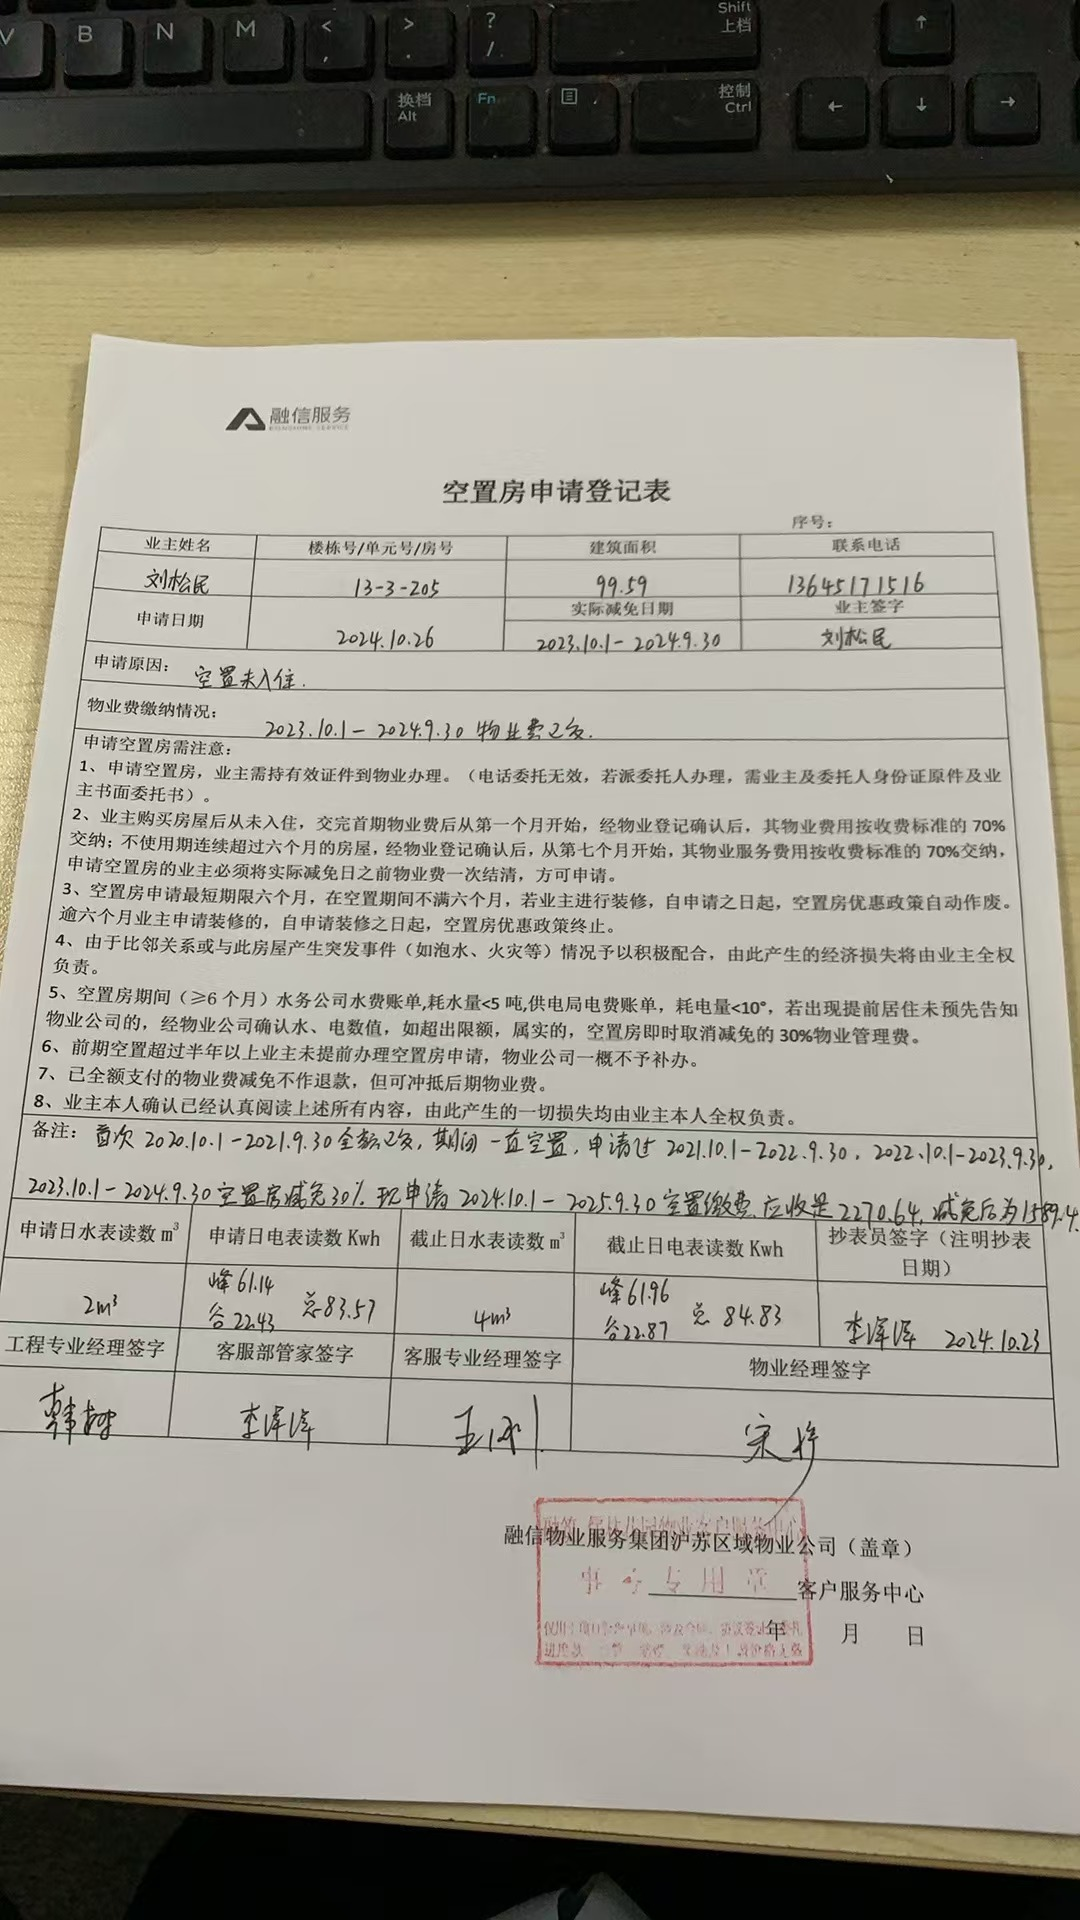 V B N M < , > . ? / Shift 上档 ↑
换档 Alt Fn 控制 Ctrl ← ↓ →
融信服务
空置房申请登记表
序号:
业主姓名 楼栋号/单元号/房号 建筑面积 联系电话
刘松民 13-3-205 99.59 13645171516
申请日期 实际减免日期 业主签字
2024.10.26 2023.10.1-2024.9.30 刘松民
申请原因: 空置未入住.
物业费缴纳情况: 2023.10.1-2024.9.30 物业费已交.
申请空置房需注意:
1、申请空置房，业主需持有效证件到物业办理。（电话委托无效，若派委托人办理，需业主及委托人身份证原件及业
主书面委托书）。
2、业主购买房屋后从未入住，交完首期物业费后从第一个月开始，经物业登记确认后，其物业费用按收费标准的 70%
交纳；不使用期连续超过六个月的房屋，经物业登记确认后，从第七个月开始，其物业服务费用按收费标准的 70%交纳，
申请空置房的业主必须将实际减免日之前物业费一次结清，方可申请。
3、空置房申请最短期限六个月，在空置期间不满六个月，若业主进行装修，自申请之日起，空置房优惠政策自动作废。
逾六个月业主申请装修的，自申请装修之日起，空置房优惠政策终止。
4、由于比邻关系或与此房屋产生突发事件（如泡水、火灾等）情况予以积极配合，由此产生的经济损失将由业主全权
负责。
5、空置房期间（≥6 个月）水务公司水费账单,耗水量<5 吨,供电局电费账单，耗电量<10°，若出现提前居住未预先告知
物业公司的，经物业公司确认水、电数值，如超出限额，属实的，空置房即时取消减免的 30%物业管理费。
6、前期空置超过半年以上业主未提前办理空置房申请，物业公司一概不予补办。
7、已全额支付的物业费减免不作退款，但可冲抵后期物业费。
8、业主本人确认已经认真阅读上述所有内容，由此产生的一切损失均由业主本人全权负责。
备注: 首次 2020.10.1-2021.9.30 全款已交，期间一直空置，申请过 2021.10.1-2022.9.30、2022.10.1-2023.9.30，
2023.10.1-2024.9.30 空置房减免30%. 现申请 2024.10.1-2025.9.30 空置缴费 应收是2270.64，减免后为1589.4.
申请日水表读数 m³ 申请日电表读数 Kwh 截止日水表读数 m³ 截止日电表读数 Kwh 抄表员签字（注明抄表
日期）
2m³ 峰61.14 谷22.43 总83.57 4m³ 峰61.96 谷22.87 总 84.83 李泽泽 2024.10.23
工程专业经理签字 客服部管家签字 客服专业经理签字 物业经理签字
李泽泽
融信物业服务集团沪苏区域物业公司（盖章）
事务专用章
客户服务中心
年 月 日